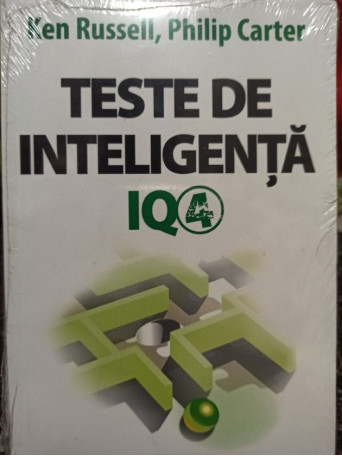 Ken Russell, Philip Carter
TESTE DE
INTELIGENȚĂ
IQ 4